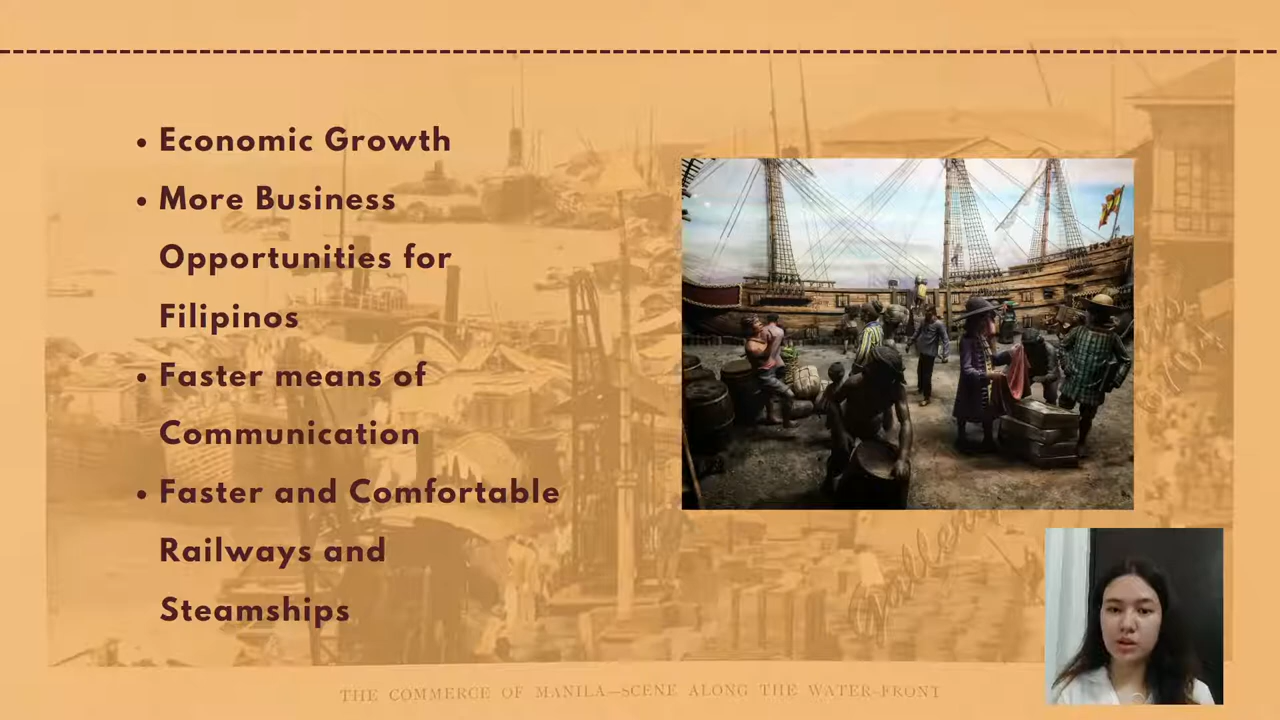 • Economic Growth
• More Business
Opportunities for
Filipinos
• Faster means of
Communication
• Faster and Comfortable
Railways and
Steamships
THE COMMERCE OF MANILA—SCENE ALONG THE WATER-FRONT